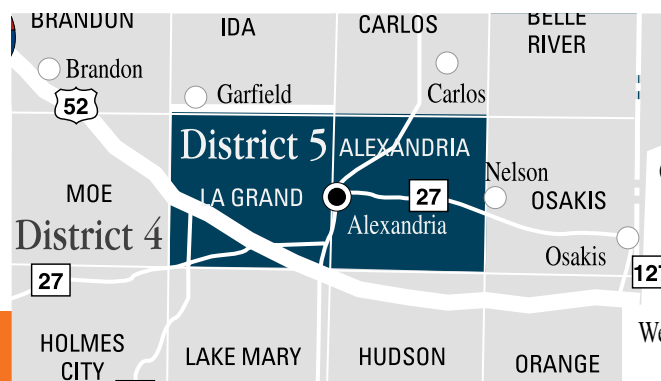 BRANDON
IDA
CARLOS
BELLE
RIVER
Brandon
Garfield
Carlos
52
District 5
ALEXANDRIA
Nelson
MOE
LA GRAND
27
OSAKIS
District 4
Alexandria
Osakis
27
127
HOLMES
CITY
LAKE MARY
HUDSON
ORANGE